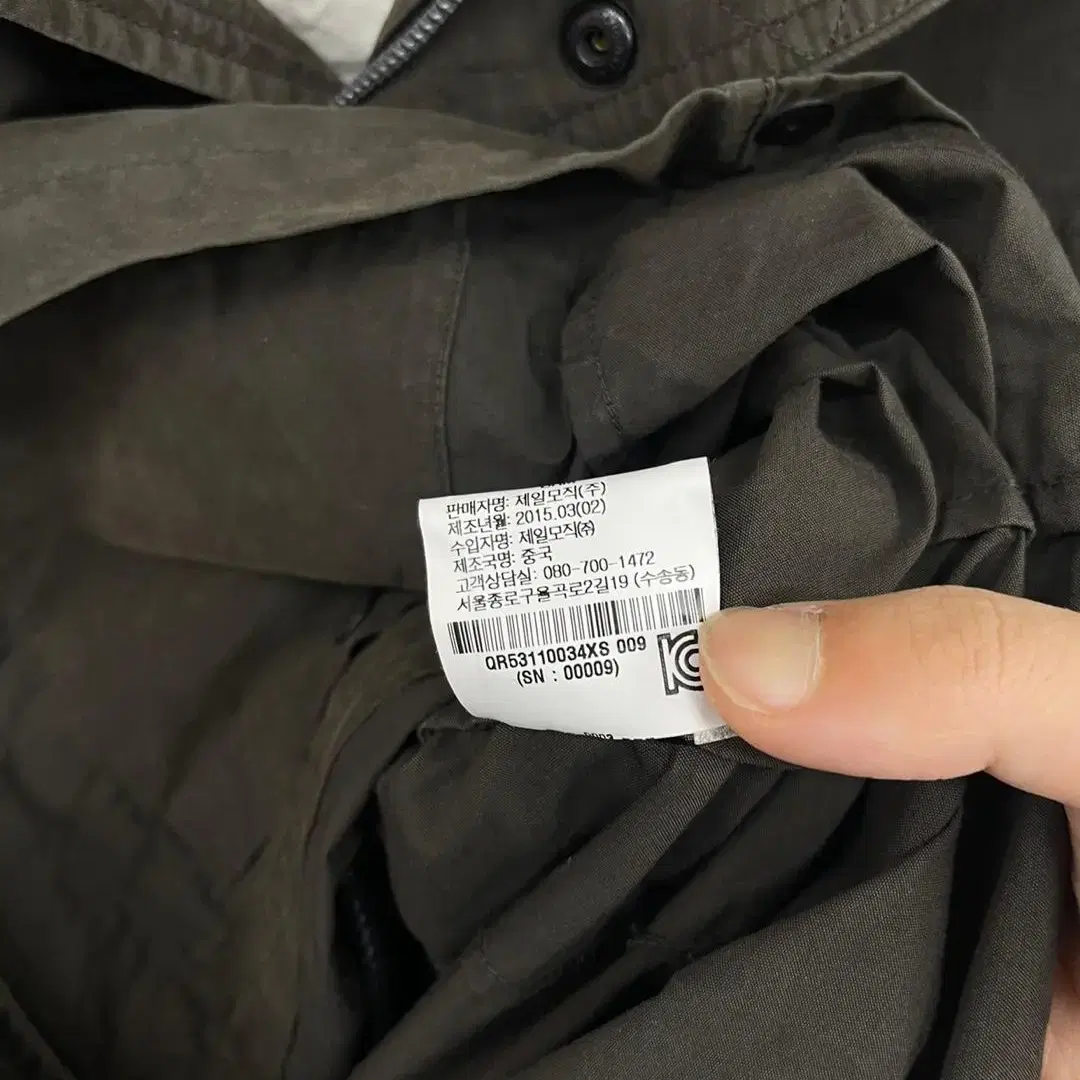 판매자명: 제일모직(주)
제조년월: 2015.03(02)
수입자명: 제일모직(주)
제조국명: 중국
고객상담실: 080-700-1472
서울종로구율곡로2길19 (수송동)
QR53110034XS 009
(SN : 00009)